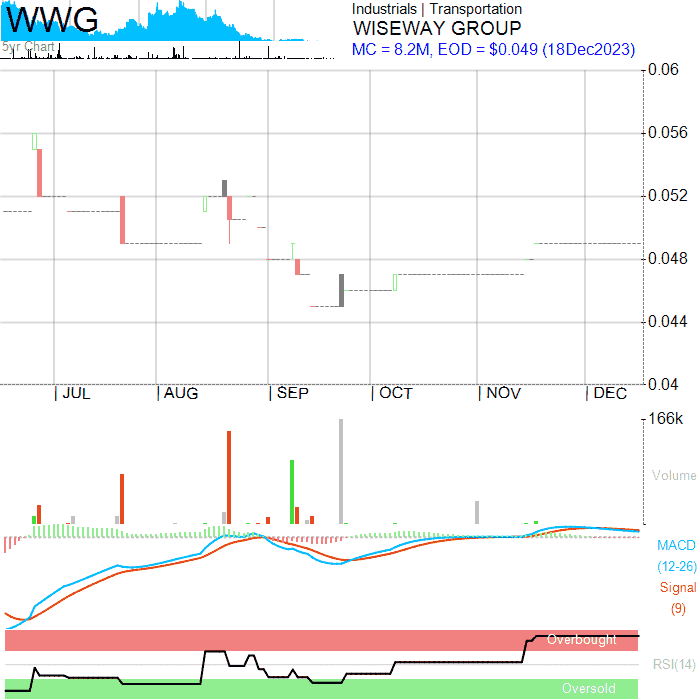 WWG
5yr Chart
Industrials | Transportation
WISEWAY GROUP
MC = 8.2M, EOD = $0.049 (18Dec2023)
0.06
0.056
0.052
0.048
0.044
0.04
JUL AUG SEP OCT NOV DEC
166k
Volume
MACD
(12-26)
Signal
(9)
Overbought
RSI(14)
Oversold